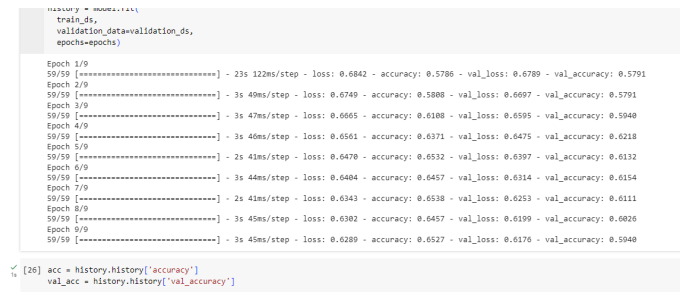 history = model.fit(
train_ds,
validation_data=validation_ds,
epochs=epochs)
Epoch 1/9
59/59 [==============================] - 23s 122ms/step - loss: 0.6842 - accuracy: 0.5786 - val_loss: 0.6789 - val_accuracy: 0.5791
Epoch 2/9
59/59 [==============================] - 3s 49ms/step - loss: 0.6749 - accuracy: 0.5808 - val_loss: 0.6697 - val_accuracy: 0.5791
Epoch 3/9
59/59 [==============================] - 3s 47ms/step - loss: 0.6665 - accuracy: 0.6108 - val_loss: 0.6595 - val_accuracy: 0.5940
Epoch 4/9
59/59 [==============================] - 3s 46ms/step - loss: 0.6561 - accuracy: 0.6371 - val_loss: 0.6475 - val_accuracy: 0.6218
Epoch 5/9
59/59 [==============================] - 2s 41ms/step - loss: 0.6470 - accuracy: 0.6532 - val_loss: 0.6397 - val_accuracy: 0.6132
Epoch 6/9
59/59 [==============================] - 3s 44ms/step - loss: 0.6404 - accuracy: 0.6457 - val_loss: 0.6314 - val_accuracy: 0.6154
Epoch 7/9
59/59 [==============================] - 2s 41ms/step - loss: 0.6343 - accuracy: 0.6538 - val_loss: 0.6253 - val_accuracy: 0.6111
Epoch 8/9
59/59 [==============================] - 3s 45ms/step - loss: 0.6302 - accuracy: 0.6457 - val_loss: 0.6199 - val_accuracy: 0.6026
Epoch 9/9
59/59 [==============================] - 3s 45ms/step - loss: 0.6289 - accuracy: 0.6527 - val_loss: 0.6176 - val_accuracy: 0.5940
[26] acc = history.history['accuracy']
1s val_acc = history.history['val_accuracy']